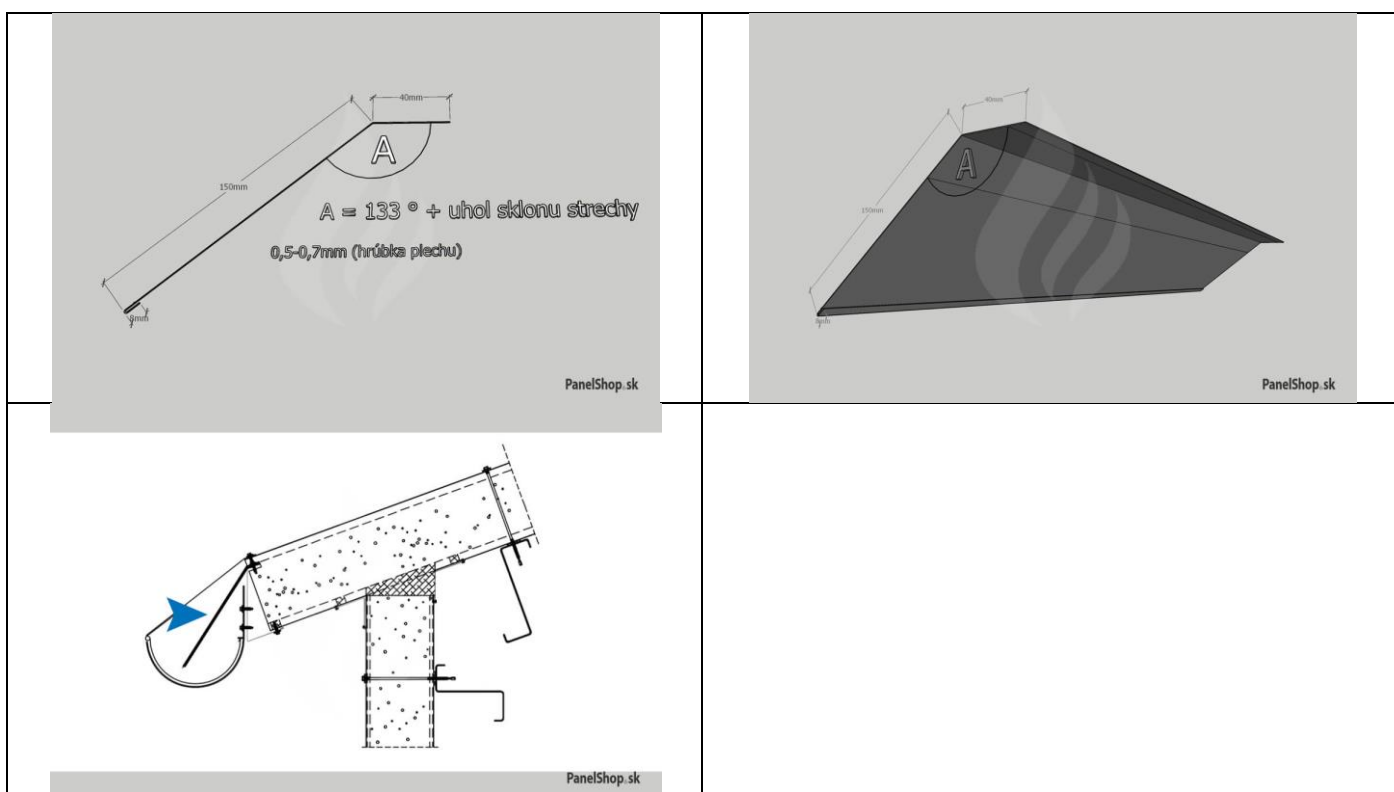 40mm
A
150mm
A = 133 ° + uhol sklonu strechy
0,5-0,7mm (hrúbka plechu)
8mm
PanelShop.sk
40mm
A
150mm
8mm
PanelShop.sk
PanelShop.sk